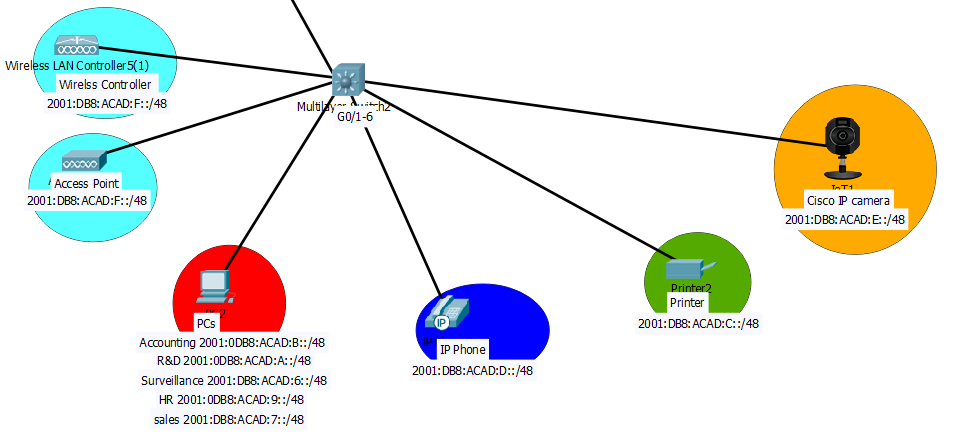 Wireless LAN Controller5(1)
Wirelss Controller
2001:DB8:ACAD:F::/48
Multilayer Switch2
G0/1-6
Access Point
2001:DB8:ACAD:F::/48
IoT1
Cisco IP camera
2001:DB8:ACAD:E::/48
PC2
PCs
Accounting 2001:0DB8:ACAD:B::/48
R&D 2001:0DB8:ACAD:A::/48
Surveillance 2001:DB8:ACAD:6::/48
HR 2001:0DB8:ACAD:9::/48
sales 2001:DB8:ACAD:7::/48
IP
IP Phone
2001:DB8:ACAD:D::/48
Printer2
Printer
2001:DB8:ACAD:C::/48